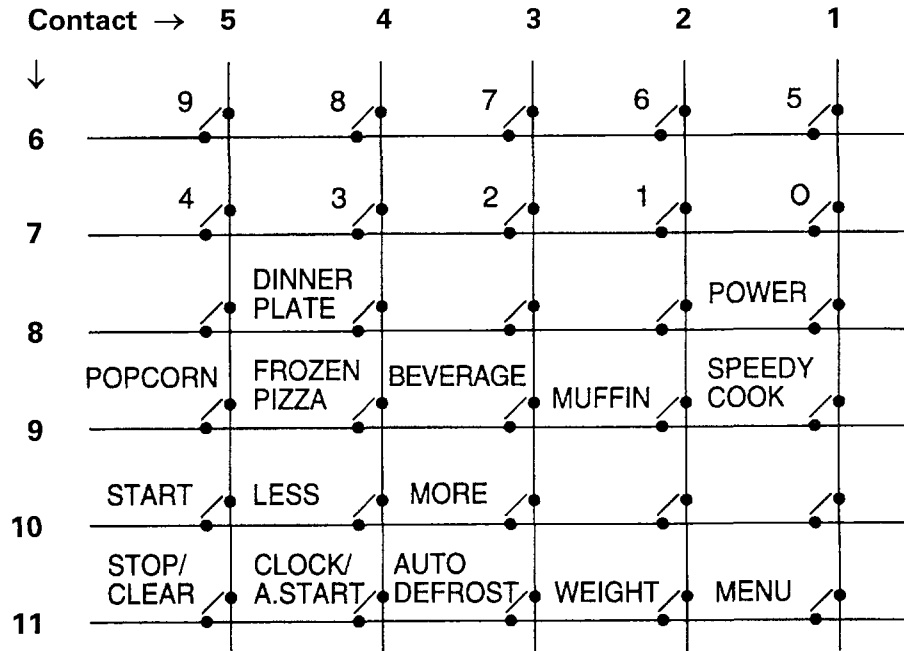 Contact → 5 4 3 2 1
↓
6 9 8 7 6 5
7 4 3 2 1 0
8 DINNER PLATE POWER
9 POPCORN FROZEN PIZZA BEVERAGE MUFFIN SPEEDY COOK
10 START LESS MORE
11 STOP/ CLEAR CLOCK/ A.START AUTO DEFROST WEIGHT MENU